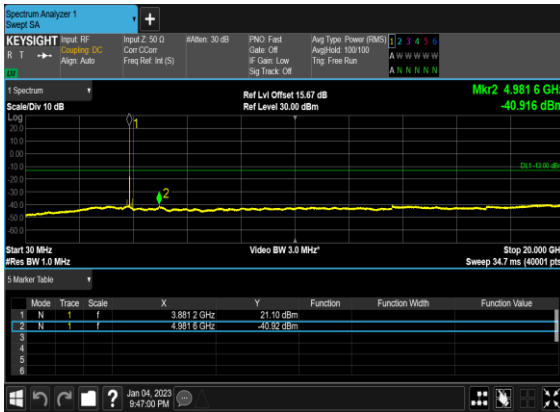 Spectrum Analyzer 1
Swept SA
KEYSIGHT
R T
Input: RF
Coupling: DC
Align: Auto
Input Z: 50 Ω
Corr CCorr
Freq Ref: Int (S)
#Atten: 30 dB
PNO: Fast
Gate: Off
IF Gain: Low
Sig Track: Off
Avg Type: Power (RMS)
Avg|Hold: 100/100
Trig: Free Run
1 2 3 4 5 6
A W W W W W
A N N N N N
1 Spectrum
Scale/Div 10 dB
Ref Lvl Offset 15.67 dB
Ref Level 30.00 dBm
Mkr2 4.981 6 GHz
-40.916 dBm
Log
20.0
10.0
0.00
-10.0
-20.0
-30.0
-40.0
-50.0
-60.0
1
2
DL1 -13.00 dBm
Start 30 MHz
#Res BW 1.0 MHz
Video BW 3.0 MHz*
Stop 20.000 GHz
Sweep 34.7 ms (40001 pts)
5 Marker Table
Mode Trace Scale X Y Function Function Width Function Value
1 N 1 f 3.881 2 GHz 21.10 dBm
2 N 1 f 4.981 6 GHz -40.92 dBm
3
4
5
6
?
Jan 04, 2023
9:47:00 PM